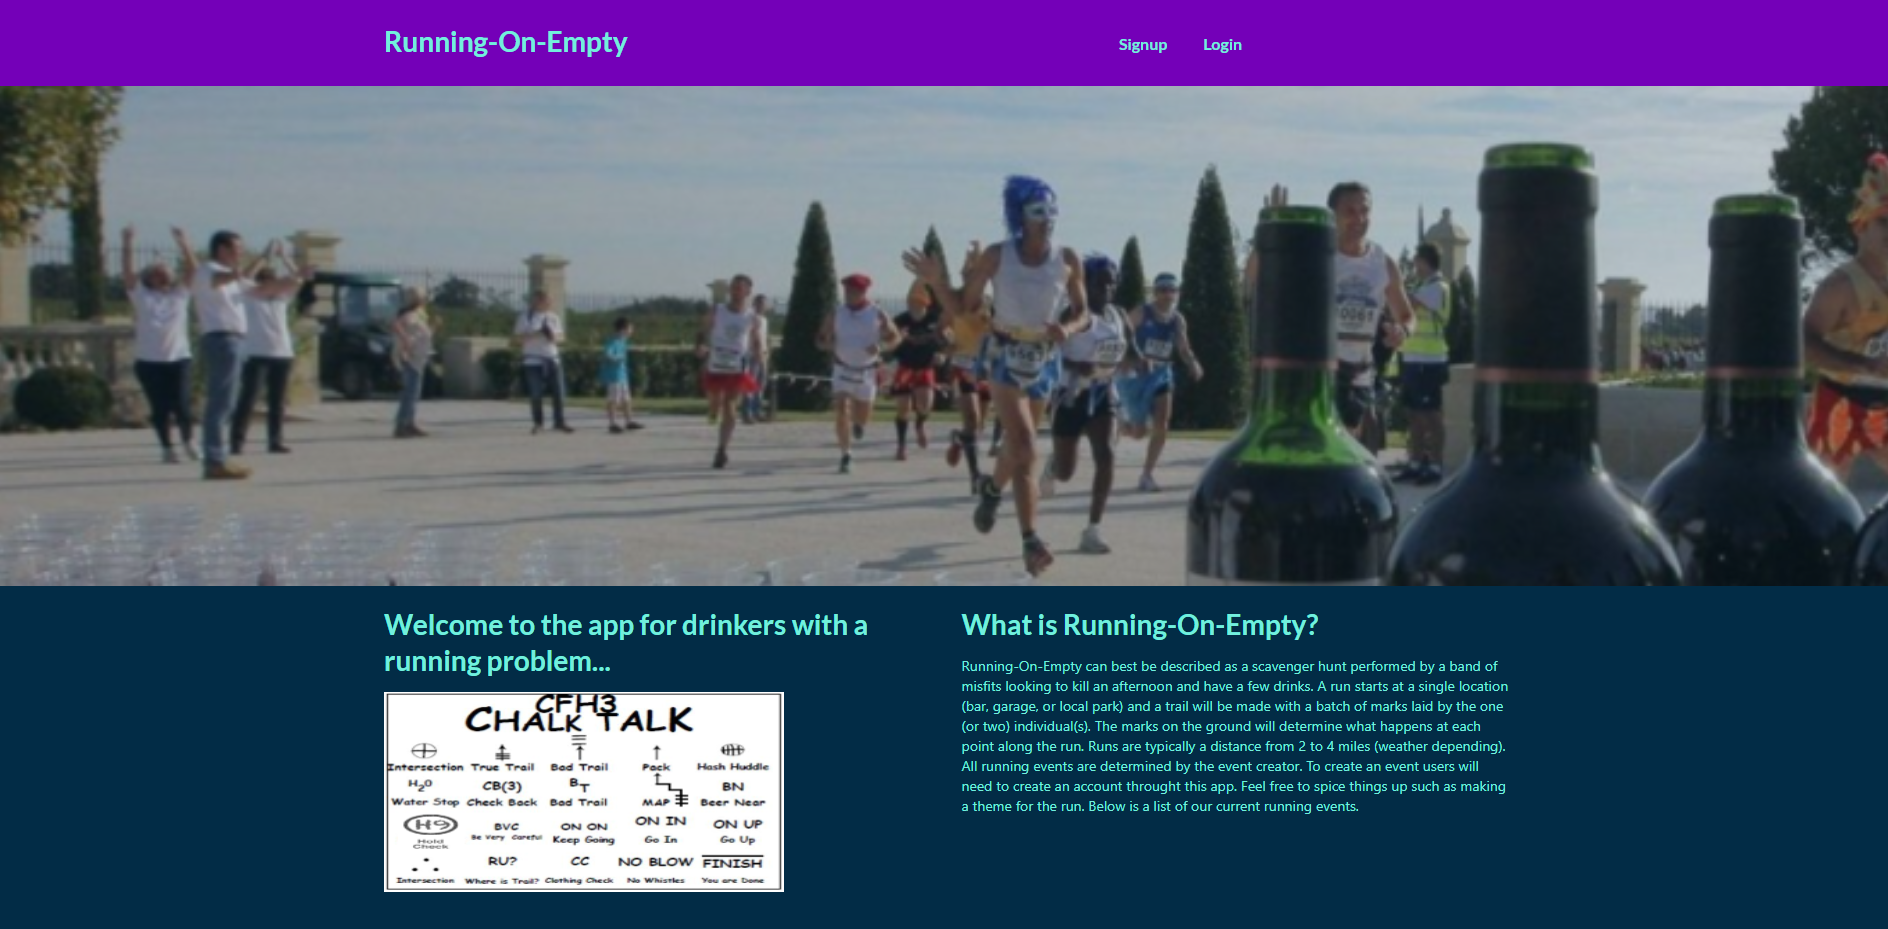 Running-On-Empty
Signup Login
Welcome to the app for drinkers with a
running problem...
CFH3
CHALK TALK
Intersection True Trail Bad Trail Pack Hash Huddle
H2O CB(3) BT BN
Water Stop Check Back Bad Trail MAP Beer Near
H9 BVC ON ON ON IN ON UP
Hold Check Be Very Careful Keep Going Go In Go Up
RU? CC NO BLOW FINISH
Intersection Where is Trail? Clothing Check No Whistles You are Done
What is Running-On-Empty?
Running-On-Empty can best be described as a scavenger hunt performed by a band of
misfits looking to kill an afternoon and have a few drinks. A run starts at a single location
(bar, garage, or local park) and a trail will be made with a batch of marks laid by the one
(or two) individual(s). The marks on the ground will determine what happens at each
point along the run. Runs are typically a distance from 2 to 4 miles (weather depending).
All running events are determined by the event creator. To create an event users will
need to create an account throught this app. Feel free to spice things up such as making
a theme for the run. Below is a list of our current running events.